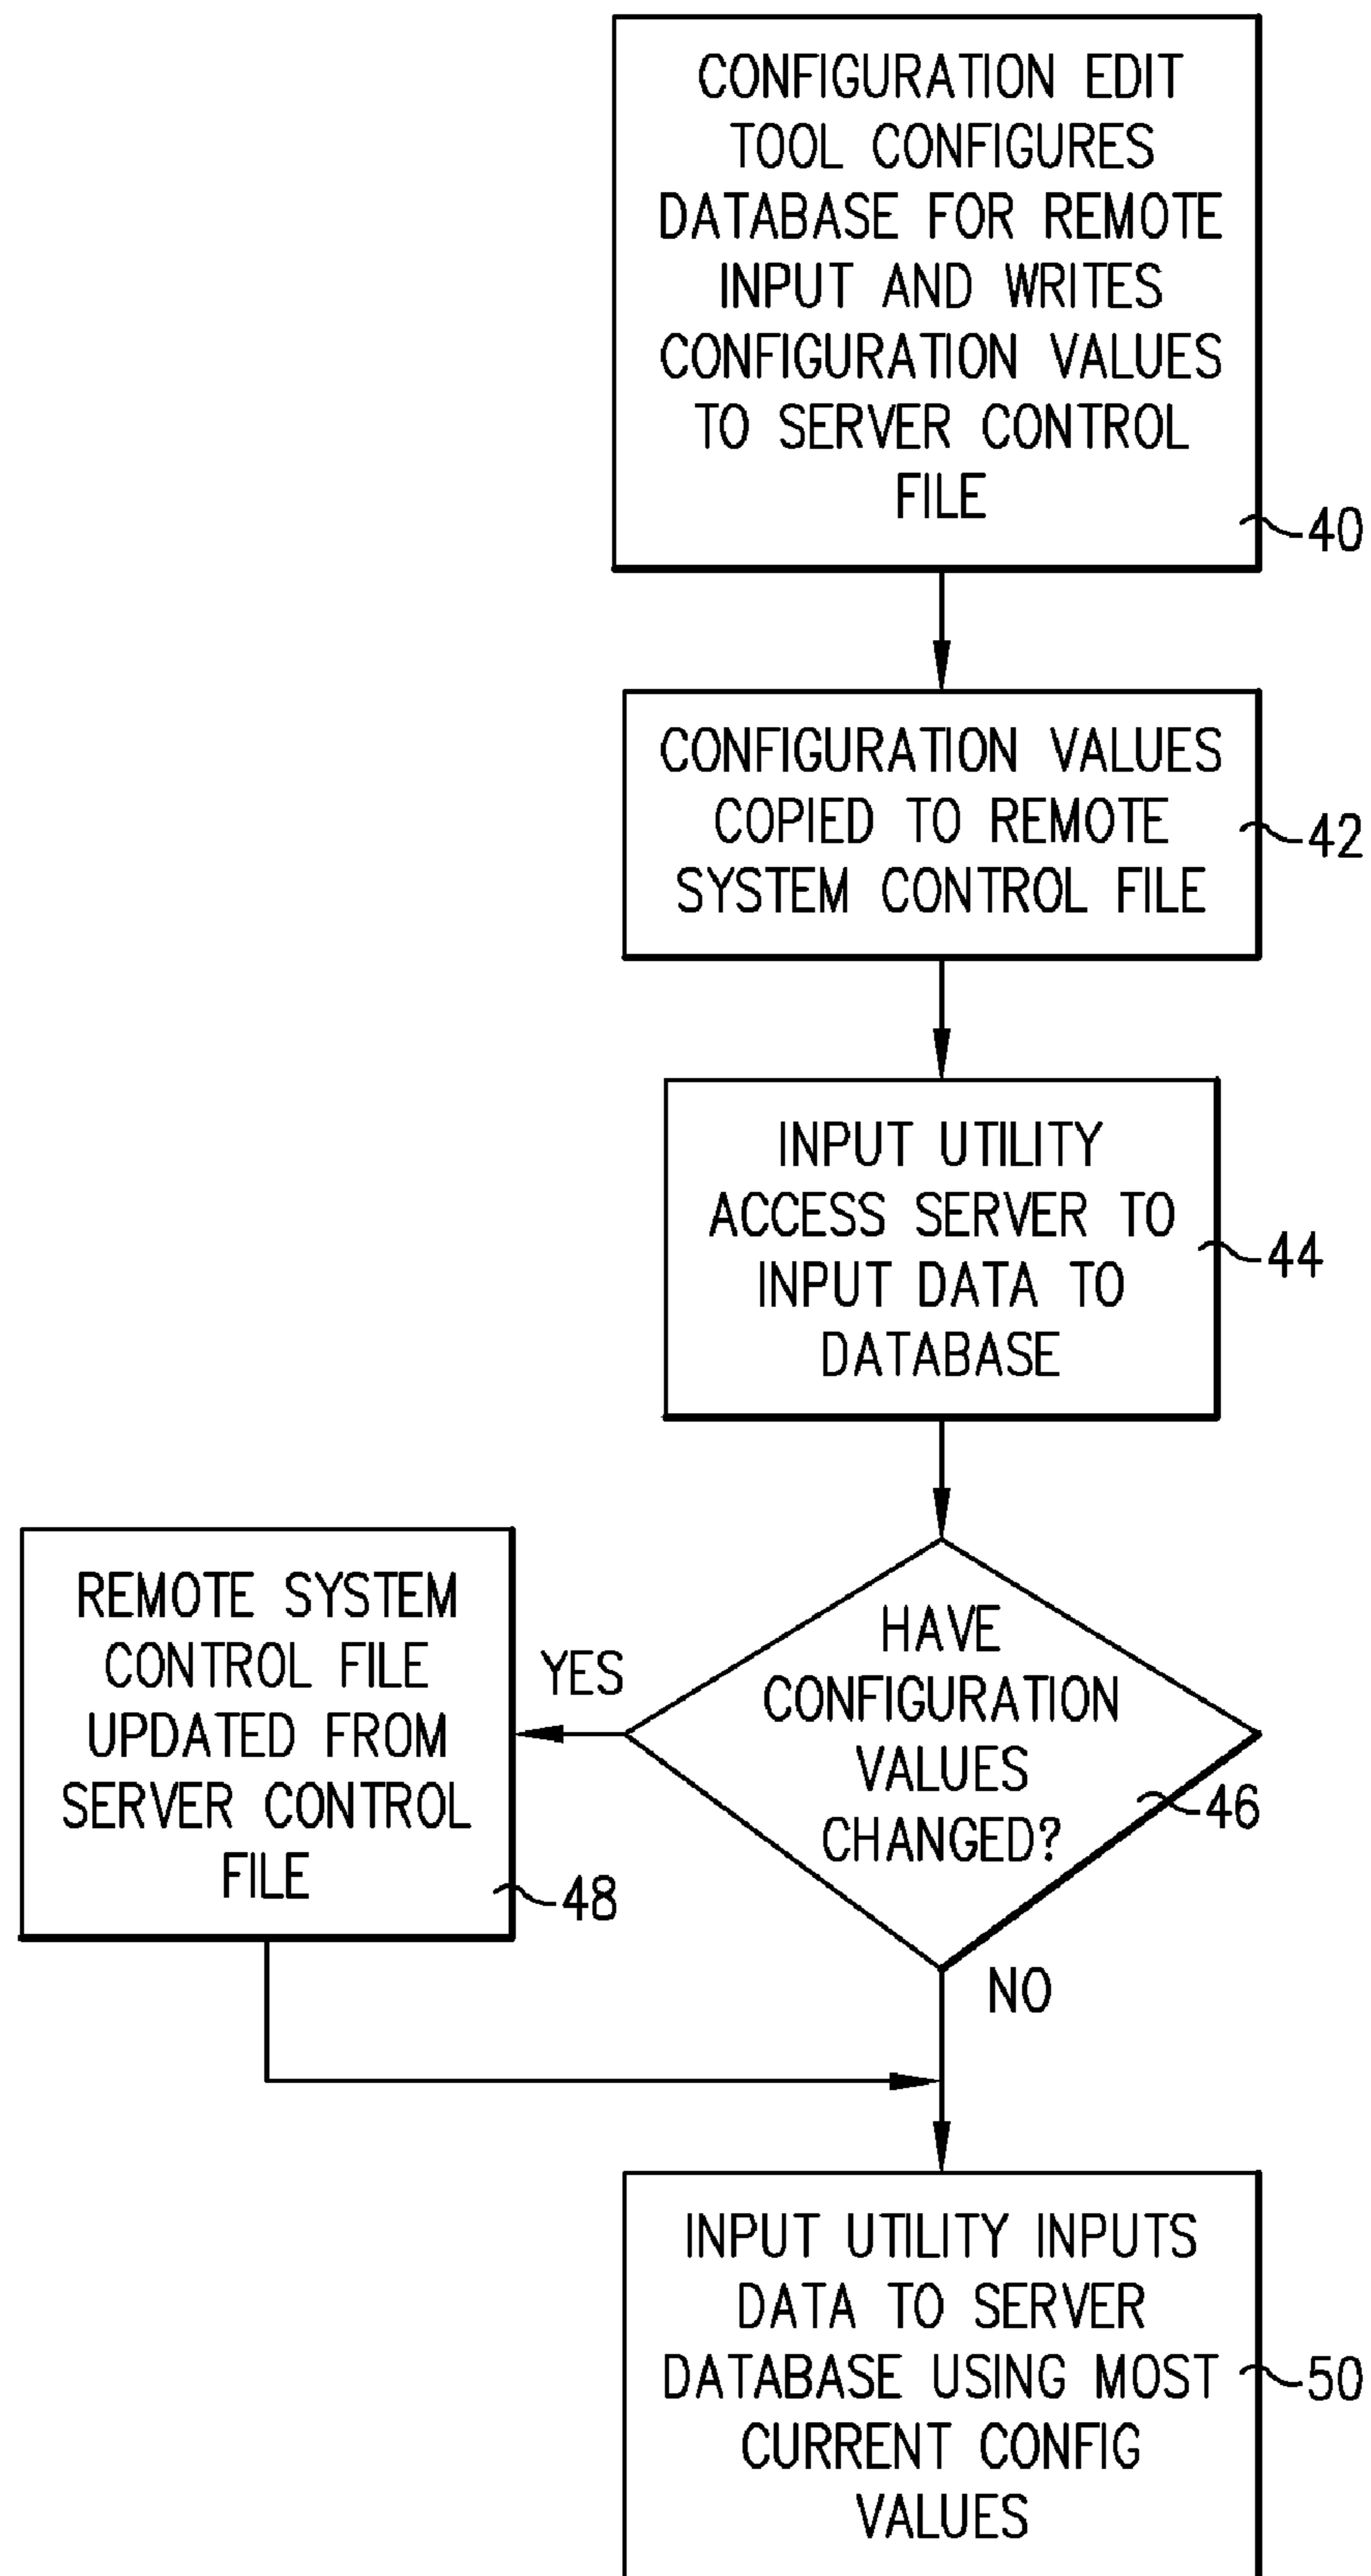 CONFIGURATION EDIT
TOOL CONFIGURES
DATABASE FOR REMOTE
INPUT AND WRITES
CONFIGURATION VALUES
TO SERVER CONTROL
FILE
40
CONFIGURATION VALUES
COPIED TO REMOTE
SYSTEM CONTROL FILE
42
INPUT UTILITY
ACCESS SERVER TO
INPUT DATA TO
DATABASE
44
HAVE
CONFIGURATION
VALUES
CHANGED?
46
YES
REMOTE SYSTEM
CONTROL FILE
UPDATED FROM
SERVER CONTROL
FILE
48
NO
INPUT UTILITY INPUTS
DATA TO SERVER
DATABASE USING MOST
CURRENT CONFIG
VALUES
50